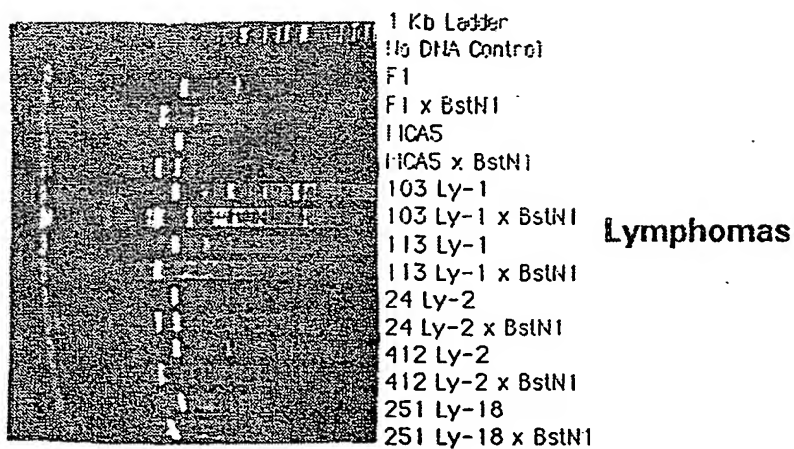 1 Kb Ladder
No DNA Control
F1
F1 x BstN1
HCA5
HCA5 x BstN1
103 Ly-1
103 Ly-1 x BstN1
113 Ly-1
113 Ly-1 x BstN1
24 Ly-2
24 Ly-2 x BstN1
412 Ly-2
412 Ly-2 x BstN1
251 Ly-18
251 Ly-18 x BstN1
Lymphomas